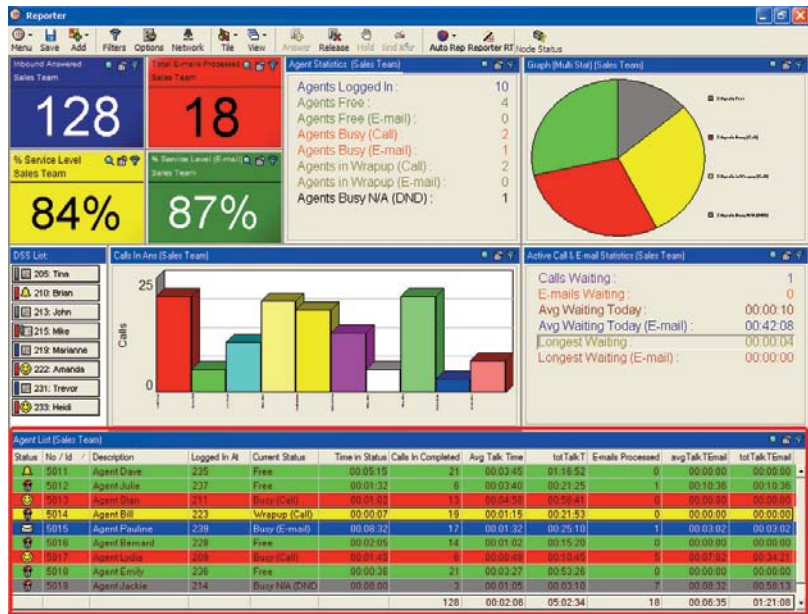 Reporter
Menu Save Add Filters Options Network Tile View Answer Release Hold Auto Rep Reporter RT Node Status
Inbound Answered
Sales Team
128
Total E-mails Processed
Sales Team
18
% Service Level
Sales Team
84%
% Service Level (E-mail)
Sales Team
87%
Agent Statistics (Sales Team)
Agents Logged In : 10
Agents Free : 4
Agents Free (E-mail) : 0
Agents Busy (Call) : 2
Agents Busy (E-mail) : 1
Agents in Wrapup (Call) : 2
Agents in Wrapup (E-mail) : 0
Agents Busy N/A (DND) : 1
Graph (Multi Stat) (Sales Team)
DSS List:
205: Tina
210: Brian
213: John
215: Mike
219: Marianne
222: Amanda
231: Trevor
233: Heidi
Calls In Ans (Sales Team)
25
Calls
0
Active Call & E-mail Statistics (Sales Team)
Calls Waiting : 1
E-mails Waiting : 0
Avg Waiting Today : 00:00:10
Avg Waiting Today (E-mail) : 00:42:08
Longest Waiting : 00:00:04
Longest Waiting (E-mail) : 00:00:00
Agent List (Sales Team)
Status No / Id / Description Logged In At Current Status Time in Status Calls In Completed Avg Talk Time totTalkT E-mails Processed avgTalkTEmail totTalkTEmail
5011 Agent Dave 235 Free 00:05:15 21 00:03:45 01:16:52 0 00:00:00 00:00:00
5012 Agent Julie 237 Free 00:01:32 6 00:03:40 00:21:25 1 00:10:36 00:10:36
5013 Agent Stan 211 Busy (Call) 00:01:02 13 00:04:58 00:58:41 0 00:00:00 00:00:00
5014 Agent Bill 223 Wrapup (Call) 00:00:07 19 00:01:15 00:21:53 0 00:00:00 00:00:00
5015 Agent Pauline 239 Busy (E-mail) 00:08:32 17 00:01:32 00:25:10 1 00:03:02 00:03:02
5016 Agent Bernard 228 Free 00:02:05 14 00:01:02 00:15:20 0 00:00:00 00:00:00
5017 Agent Lydia 209 Busy (Call) 00:01:45 6 00:00:48 00:10:45 5 00:07:02 00:34:21
5018 Agent Emily 236 Free 00:00:36 21 00:03:27 00:53:26 0 00:00:00 00:00:00
5019 Agent Jackie 214 Busy N/A (DND 00:08:00 3 00:01:05 00:03:10 7 00:08:32 00:58:13
128 00:02:06 05:02:34 18 00:06:35 01:21:08